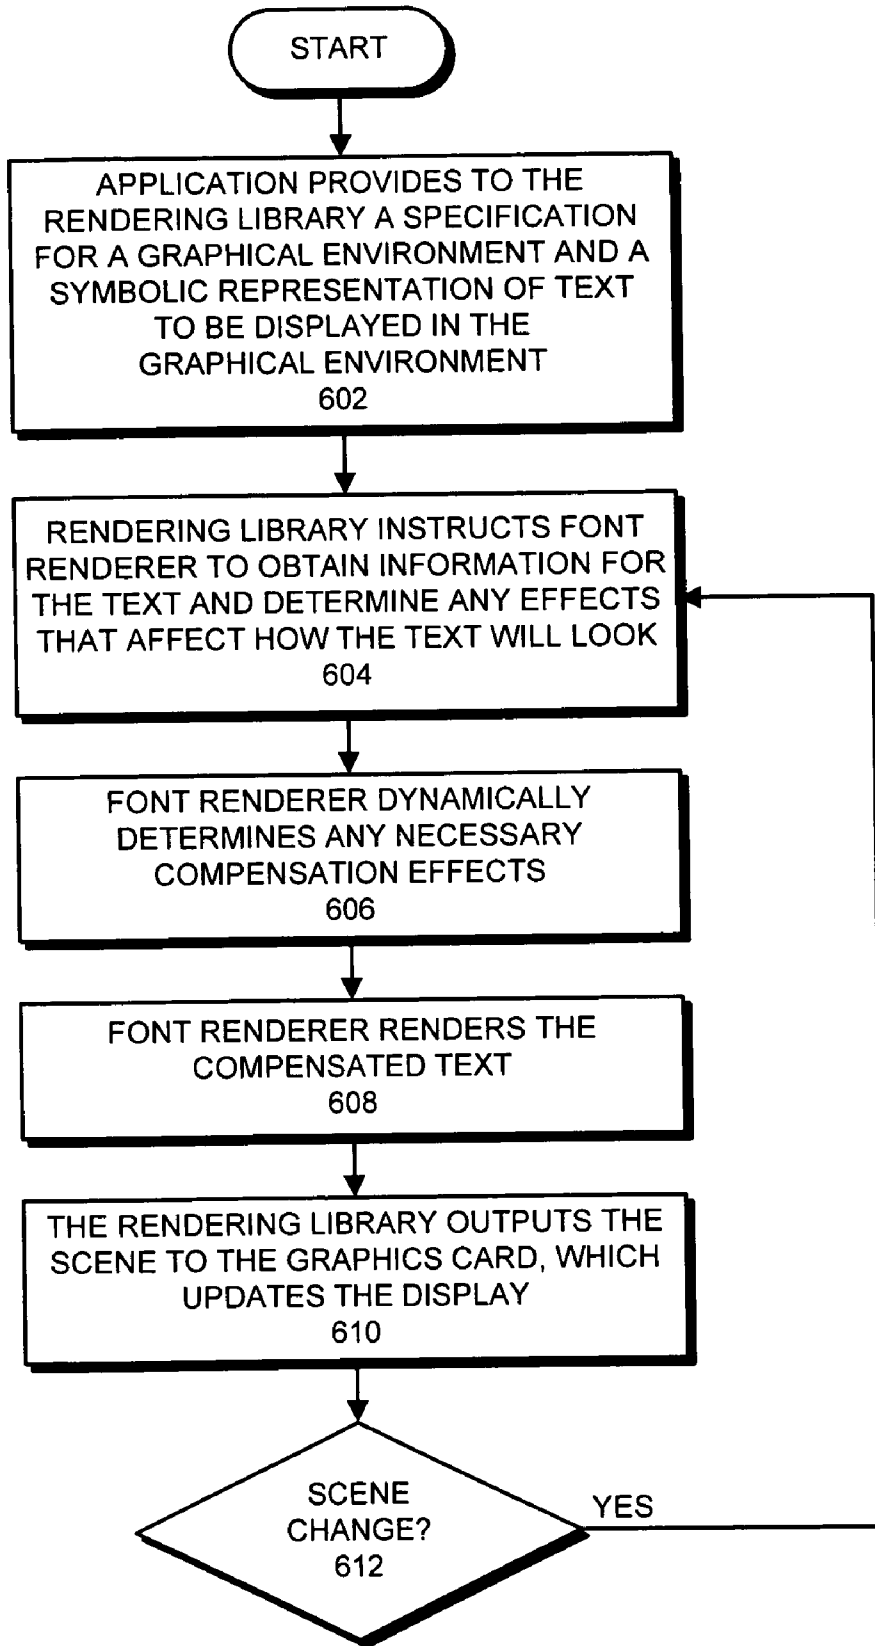 START
APPLICATION PROVIDES TO THE
RENDERING LIBRARY A SPECIFICATION
FOR A GRAPHICAL ENVIRONMENT AND A
SYMBOLIC REPRESENTATION OF TEXT
TO BE DISPLAYED IN THE
GRAPHICAL ENVIRONMENT
602
RENDERING LIBRARY INSTRUCTS FONT
RENDERER TO OBTAIN INFORMATION FOR
THE TEXT AND DETERMINE ANY EFFECTS
THAT AFFECT HOW THE TEXT WILL LOOK
604
FONT RENDERER DYNAMICALLY
DETERMINES ANY NECESSARY
COMPENSATION EFFECTS
606
FONT RENDERER RENDERS THE
COMPENSATED TEXT
608
THE RENDERING LIBRARY OUTPUTS THE
SCENE TO THE GRAPHICS CARD, WHICH
UPDATES THE DISPLAY
610
SCENE
CHANGE?
612
YES